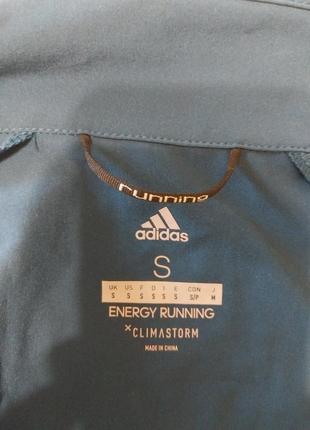 running
adidas
S
UK US F D I E CON J
S S S S S S S/P M
ENERGY RUNNING
×CLIMASTORM
MADE IN CHINA